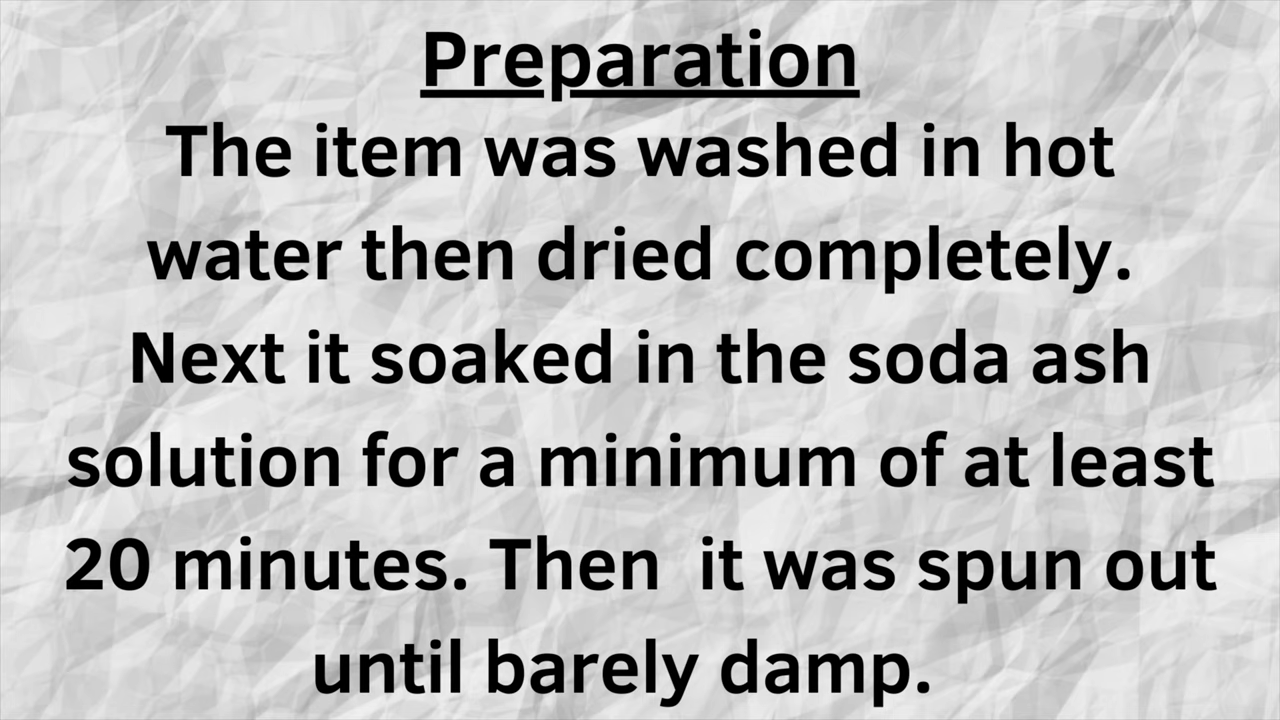 Preparation
The item was washed in hot
water then dried completely.
Next it soaked in the soda ash
solution for a minimum of at least
20 minutes. Then  it was spun out
until barely damp.